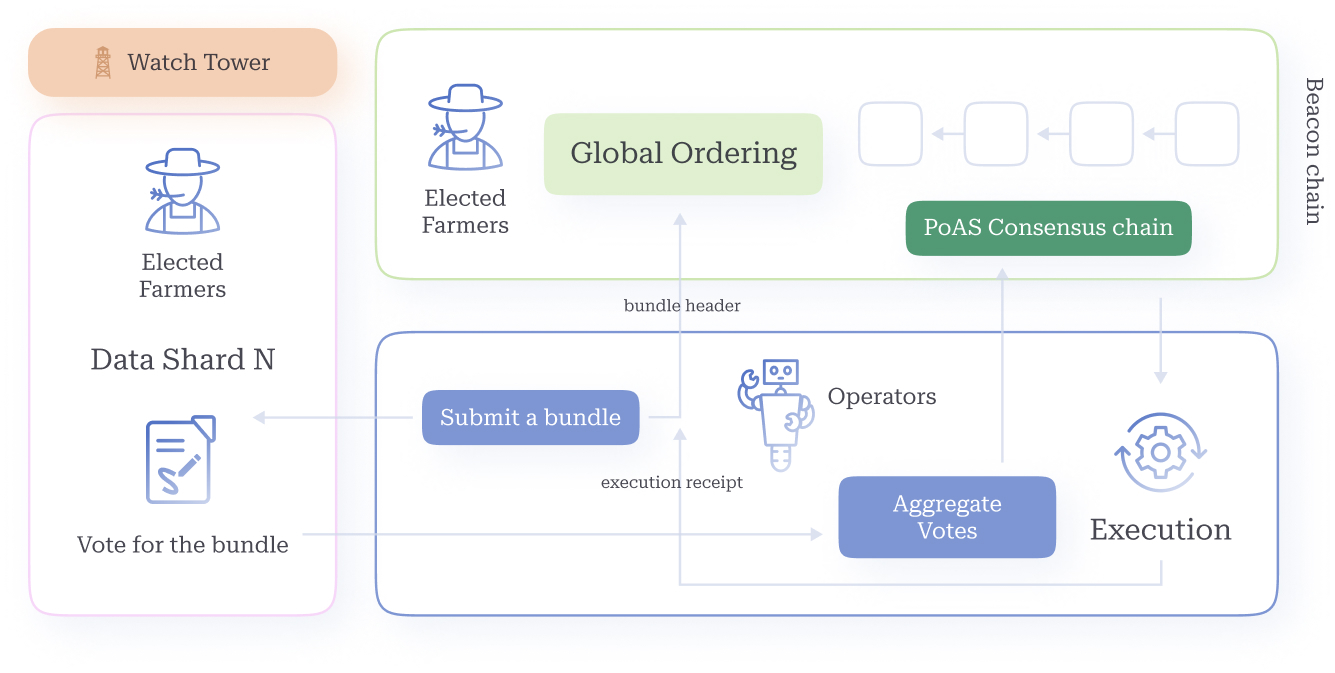 Watch Tower
Elected
Farmers
Data Shard N
Vote for the bundle
Elected
Farmers
Global Ordering
PoAS Consensus chain
Beacon chain
bundle header
Submit a bundle
Operators
execution receipt
Aggregate
Votes
Execution